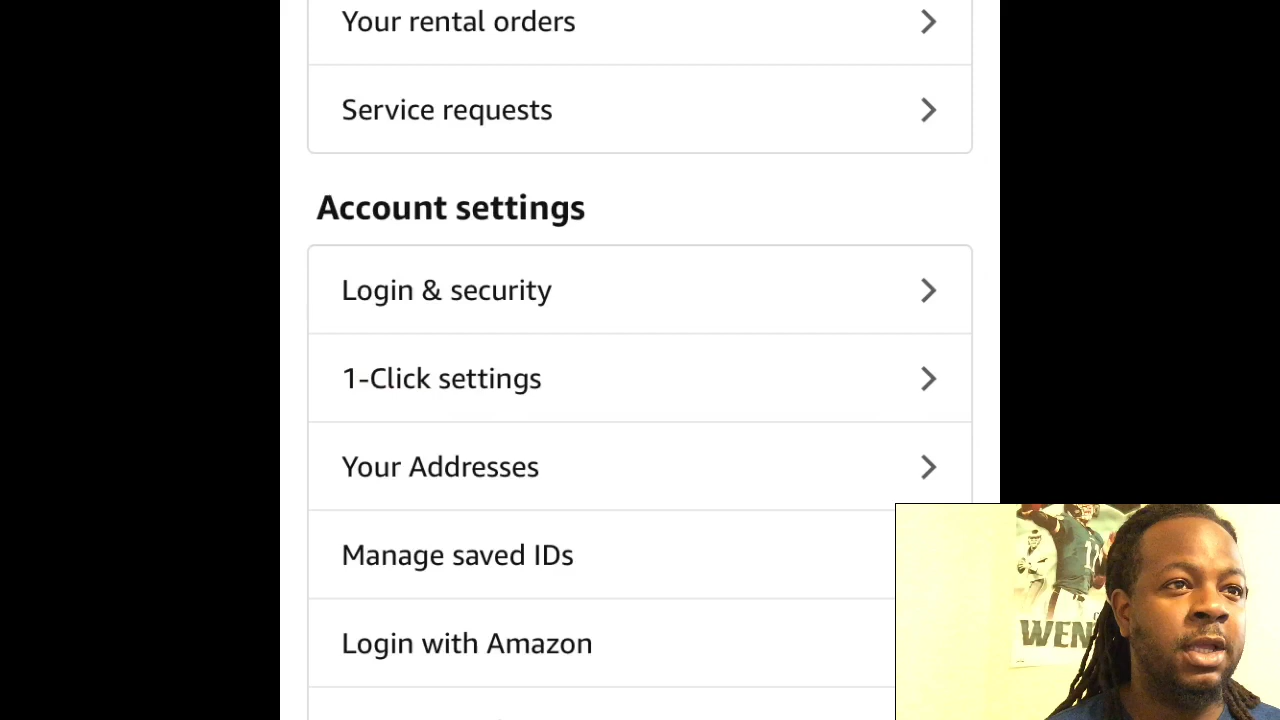 Your rental orders
Service requests
Account settings
Login & security
1-Click settings
Your Addresses
Manage saved IDs
Login with Amazon
WEN